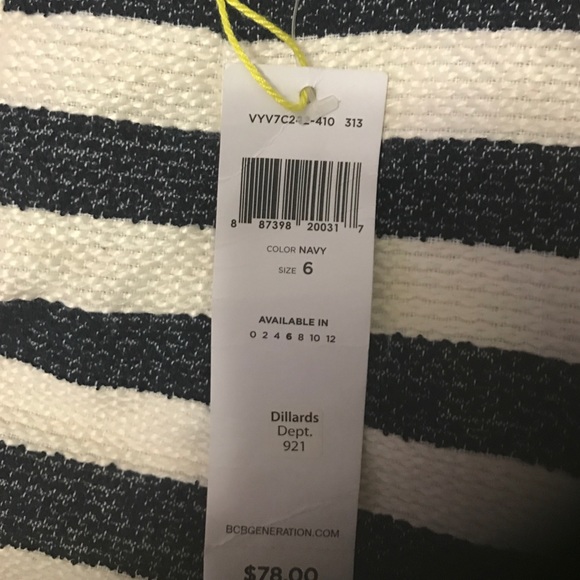 313
8 87398 20031 7
COLOR NAVY
SIZE 6
AVAILABLE IN
0 2 4 6 8 10 12
Dillards
Dept.
921
BCBGENERATION.COM
$78.00